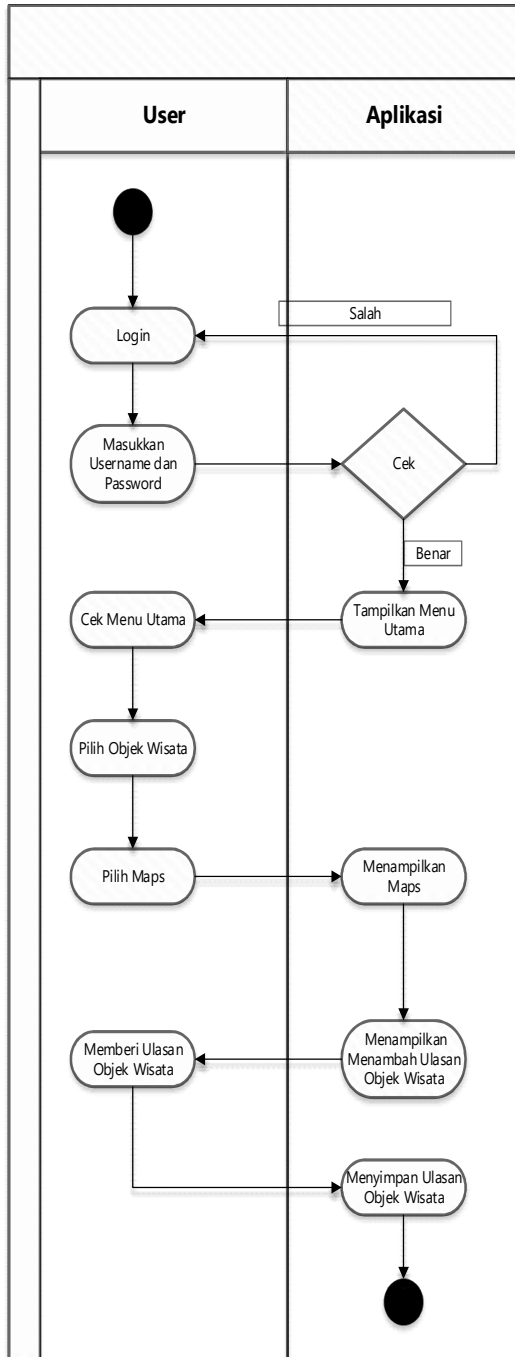 User
Aplikasi
Salah
Login
Masukkan
Username dan
Password
Cek
Benar
Cek Menu Utama
Tampilkan Menu
Utama
Pilih Objek Wisata
Pilih Maps
Menampilkan
Maps
Memberi Ulasan
Objek Wisata
Menampilkan
Menambah Ulasan
Objek Wisata
Menyimpan Ulasan
Objek Wisata